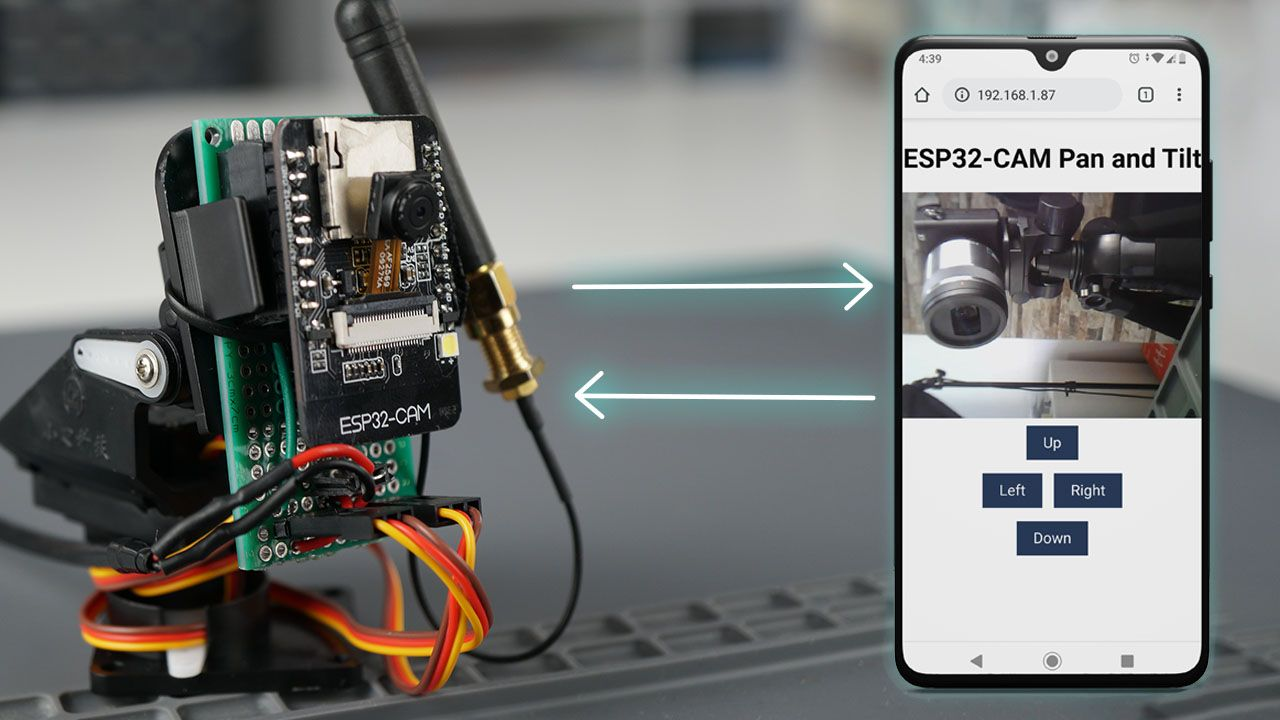 ESP32-CAM
4:39
192.168.1.87
1
ESP32-CAM Pan and Tilt
Up
Left Right
Down